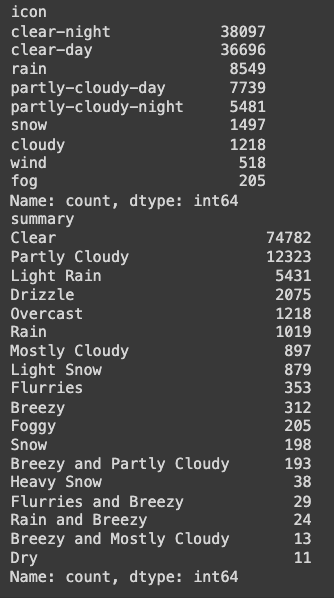 icon
clear-night 38097
clear-day 36696
rain 8549
partly-cloudy-day 7739
partly-cloudy-night 5481
snow 1497
cloudy 1218
wind 518
fog 205
Name: count, dtype: int64
summary
Clear 74782
Partly Cloudy 12323
Light Rain 5431
Drizzle 2075
Overcast 1218
Rain 1019
Mostly Cloudy 897
Light Snow 879
Flurries 353
Breezy 312
Foggy 205
Snow 198
Breezy and Partly Cloudy 193
Heavy Snow 38
Flurries and Breezy 29
Rain and Breezy 24
Breezy and Mostly Cloudy 13
Dry 11
Name: count, dtype: int64